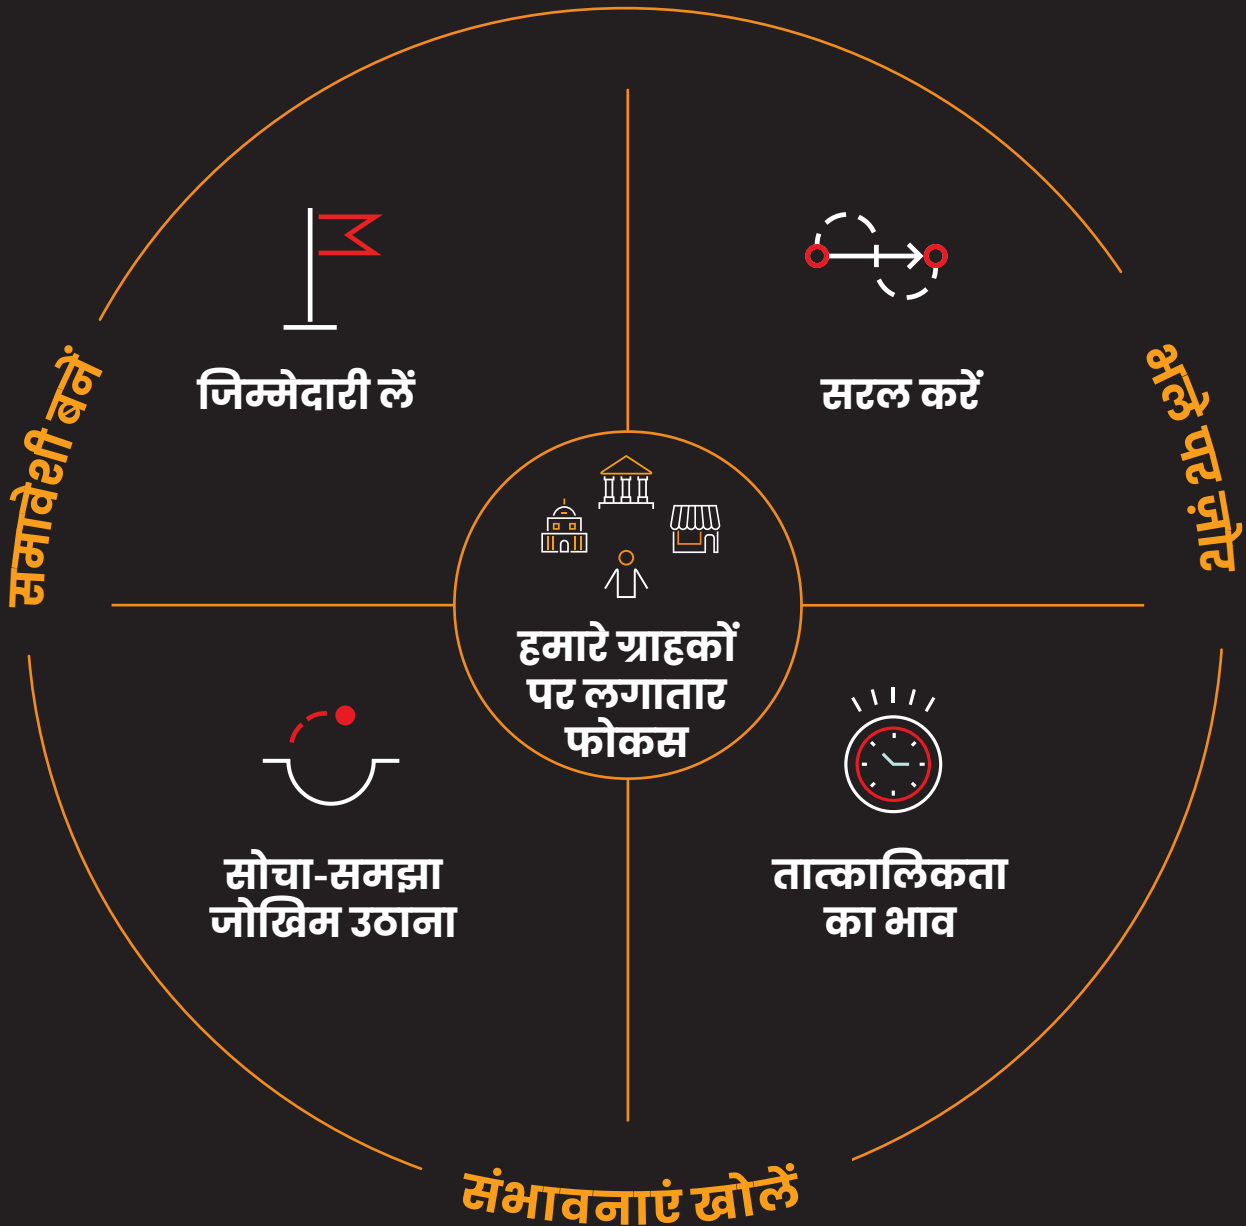 जिम्मेदारी लें
सरल करें
समावेशी बनें
भले पर ज़ोर
हमारे ग्राहकों
पर लगातार
फोकस
सोचा-समझा
जोखिम उठाना
तात्कालिकता
का भाव
संभावनाएं खोलें